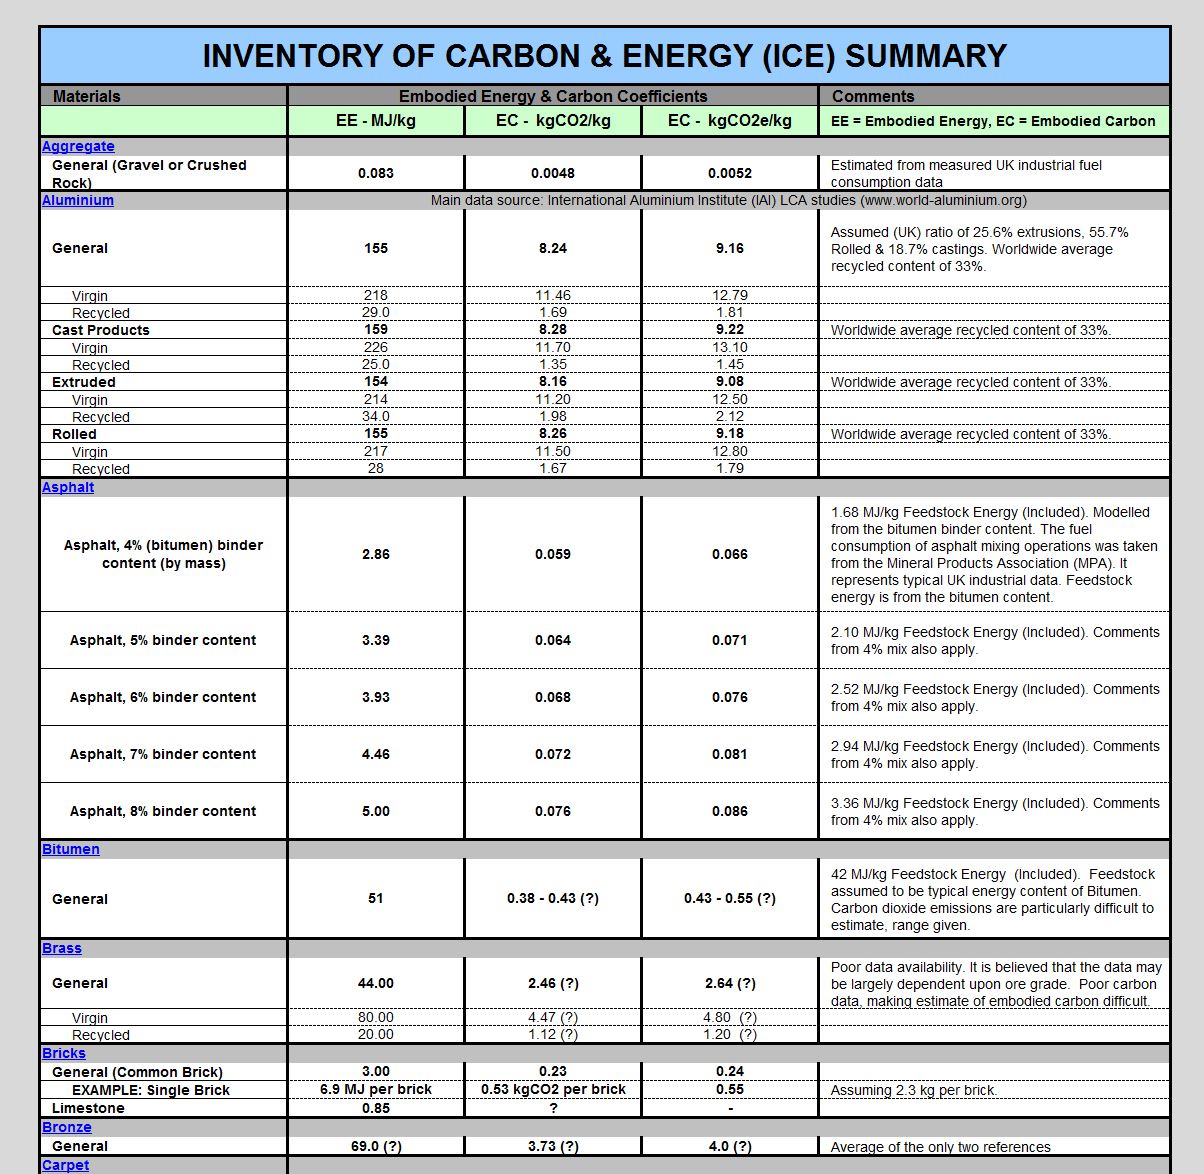 INVENTORY OF CARBON & ENERGY (ICE) SUMMARY
Materials Embodied Energy & Carbon Coefficients Comments
EE - MJ/kg EC - kgCO2/kg EC - kgCO2e/kg EE = Embodied Energy, EC = Embodied Carbon
Aggregate
General (Gravel or Crushed
Rock) 0.083 0.0048 0.0052 Estimated from measured UK industrial fuel
consumption data
Aluminium Main data source: International Aluminium Institute (IAI) LCA studies (www.world-aluminium.org)
General 155 8.24 9.16 Assumed (UK) ratio of 25.6% extrusions, 55.7%
Rolled & 18.7% castings. Worldwide average
recycled content of 33%.
Virgin 218 11.46 12.79
Recycled 29.0 1.69 1.81
Cast Products 159 8.28 9.22 Worldwide average recycled content of 33%.
Virgin 226 11.70 13.10
Recycled 25.0 1.35 1.45
Extruded 154 8.16 9.08 Worldwide average recycled content of 33%.
Virgin 214 11.20 12.50
Recycled 34.0 1.98 2.12
Rolled 155 8.26 9.18 Worldwide average recycled content of 33%.
Virgin 217 11.50 12.80
Recycled 28 1.67 1.79
Asphalt
Asphalt, 4% (bitumen) binder
content (by mass) 2.86 0.059 0.066 1.68 MJ/kg Feedstock Energy (Included). Modelled
from the bitumen binder content. The fuel
consumption of asphalt mixing operations was taken
from the Mineral Products Association (MPA). It
represents typical UK industrial data. Feedstock
energy is from the bitumen content.
Asphalt, 5% binder content 3.39 0.064 0.071 2.10 MJ/kg Feedstock Energy (Included). Comments
from 4% mix also apply.
Asphalt, 6% binder content 3.93 0.068 0.076 2.52 MJ/kg Feedstock Energy (Included). Comments
from 4% mix also apply.
Asphalt, 7% binder content 4.46 0.072 0.081 2.94 MJ/kg Feedstock Energy (Included). Comments
from 4% mix also apply.
Asphalt, 8% binder content 5.00 0.076 0.086 3.36 MJ/kg Feedstock Energy (Included). Comments
from 4% mix also apply.
Bitumen
General 51 0.38 - 0.43 (?) 0.43 - 0.55 (?) 42 MJ/kg Feedstock Energy (Included). Feedstock
assumed to be typical energy content of Bitumen.
Carbon dioxide emissions are particularly difficult to
estimate, range given.
Brass
General 44.00 2.46 (?) 2.64 (?) Poor data availability. It is believed that the data may
be largely dependent upon ore grade. Poor carbon
data, making estimate of embodied carbon difficult.
Virgin 80.00 4.47 (?) 4.80 (?)
Recycled 20.00 1.12 (?) 1.20 (?)
Bricks
General (Common Brick) 3.00 0.23 0.24
EXAMPLE: Single Brick 6.9 MJ per brick 0.53 kgCO2 per brick 0.55 Assuming 2.3 kg per brick.
Limestone 0.85 ? -
Bronze
General 69.0 (?) 3.73 (?) 4.0 (?) Average of the only two references
Carpet